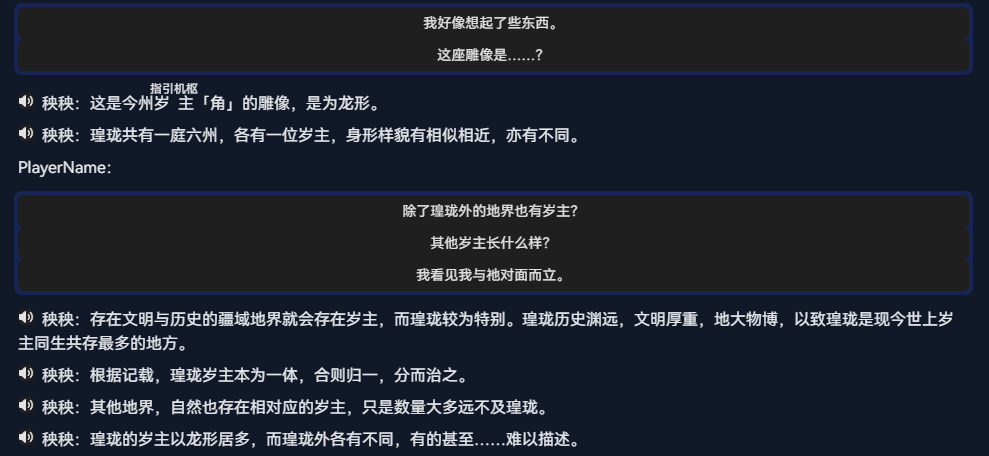 我好像想起了些东西。
这座雕像是……？
指引机枢
秧秧：这是今州岁 主「角」的雕像，是为龙形。
秧秧：瑝珑共有一庭六州，各有一位岁主，身形样貌有相似相近，亦有不同。
PlayerName：
除了瑝珑外的地界也有岁主？
其他岁主长什么样？
我看见我与祂对面而立。
秧秧：存在文明与历史的疆域地界就会存在岁主，而瑝珑较为特别。瑝珑历史渊远，文明厚重，地大物博，以致瑝珑是现今世上岁
主同生共存最多的地方。
秧秧：根据记载，瑝珑岁主本为一体，合则归一，分而治之。
秧秧：其他地界，自然也存在相对应的岁主，只是数量大多远不及瑝珑。
秧秧：瑝珑的岁主以龙形居多，而瑝珑外各有不同，有的甚至……难以描述。